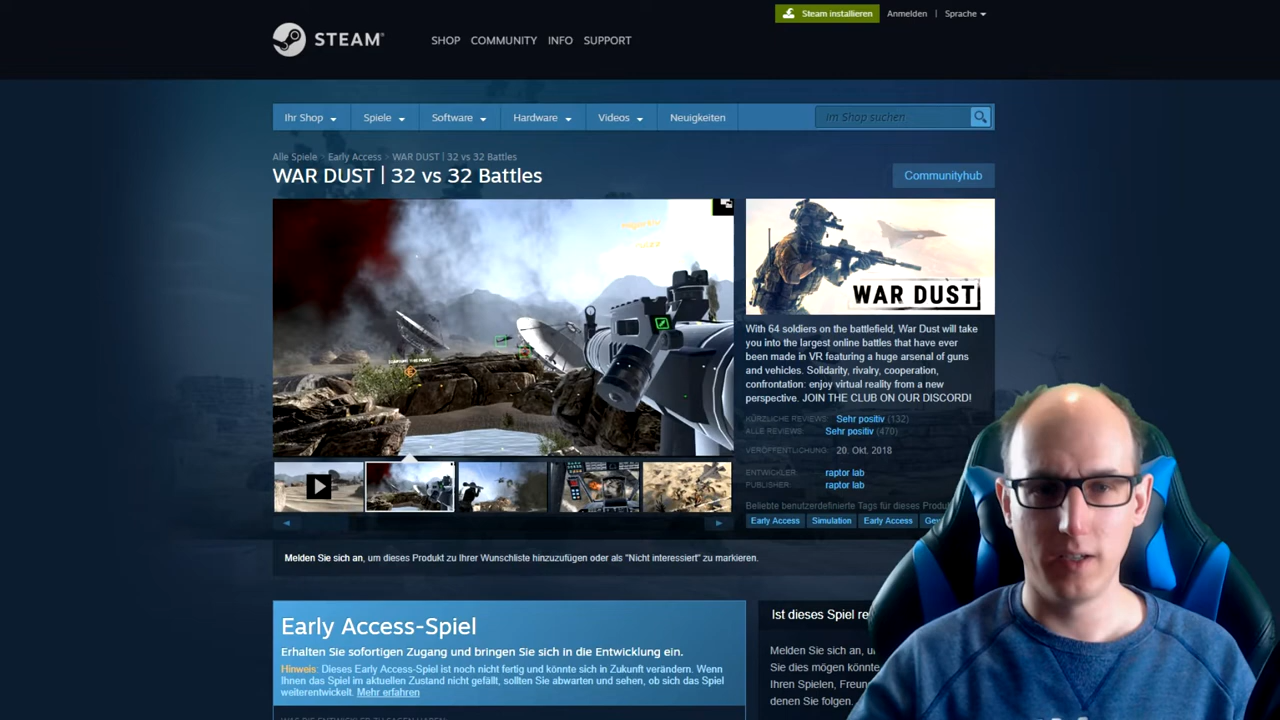 Steam installieren
Anmelden | Sprache
STEAM
SHOP COMMUNITY INFO SUPPORT
Ihr Shop Spiele Software Hardware Videos Neuigkeiten
Im Shop suchen
Alle Spiele > Early Access > WAR DUST | 32 vs 32 Battles
WAR DUST | 32 vs 32 Battles
Communityhub
WAR DUST
With 64 soldiers on the battlefield, War Dust will take
you into the largest online battles that have ever
been made in VR featuring a huge arsenal of guns
and vehicles. Solidarity, rivalry, cooperation,
confrontation: enjoy virtual reality from a new
perspective. JOIN THE CLUB ON OUR DISCORD!
KÜRZLICHE REVIEWS: Sehr positiv (132)
ALLE REVIEWS: Sehr positiv (470)
VERÖFFENTLICHUNG: 20. Okt. 2018
ENTWICKLER: raptor lab
PUBLISHER: raptor lab
Beliebte benutzerdefinierte Tags für dieses Produ
Early Access Simulation Early Access
Melden Sie sich an, um dieses Produkt zu Ihrer Wunschliste hinzuzufügen oder als "Nicht interessiert" zu markieren.
Early Access-Spiel
Erhalten Sie sofortigen Zugang und bringen Sie sich in die Entwicklung ein.
Hinweis: Dieses Early Access-Spiel ist noch nicht fertig und könnte sich in Zukunft verändern. Wenn
Ihnen das Spiel im aktuellen Zustand nicht gefällt, sollten Sie abwarten und sehen, ob sich das Spiel
weiterentwickelt. Mehr erfahren
Ist dieses Spiel re
Melden Sie sich an, u
Sie dies mögen könnte
Ihren Spielen, Freun
denen Sie folgen.